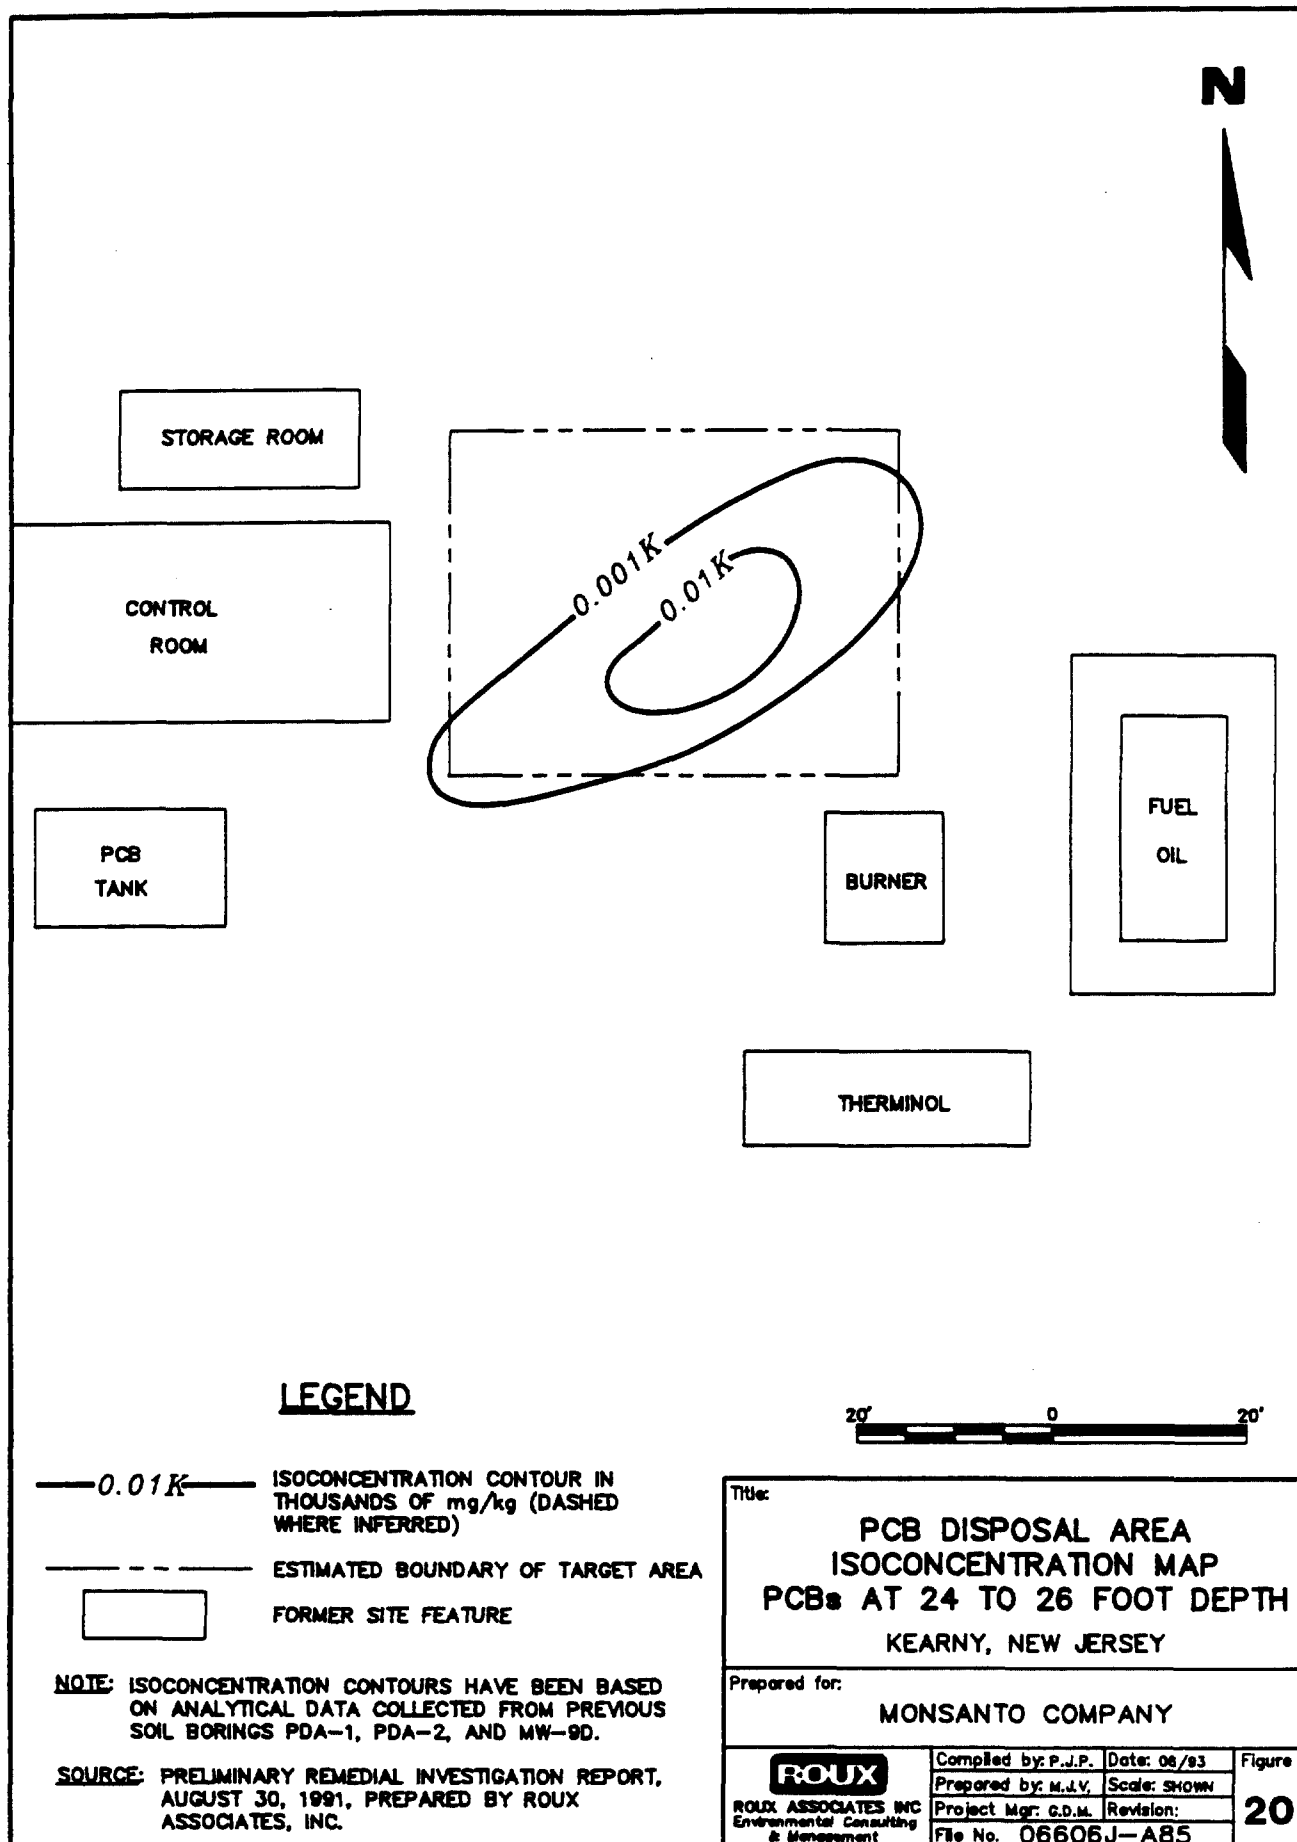 N
STORAGE ROOM
CONTROL
ROOM
0.001K
0.01K
PCB
TANK
BURNER
FUEL
OIL
THERMINOL
LEGEND
20' 0 20'
0.01K ISOCONCENTRATION CONTOUR IN
THOUSANDS OF mg/kg (DASHED
WHERE INFERRED)
ESTIMATED BOUNDARY OF TARGET AREA
FORMER SITE FEATURE
NOTE: ISOCONCENTRATION CONTOURS HAVE BEEN BASED
ON ANALYTICAL DATA COLLECTED FROM PREVIOUS
SOIL BORINGS PDA-1, PDA-2, AND MW-9D.
SOURCE: PRELIMINARY REMEDIAL INVESTIGATION REPORT,
AUGUST 30, 1991, PREPARED BY ROUX
ASSOCIATES, INC.
Title:
PCB DISPOSAL AREA
ISOCONCENTRATION MAP
PCBs AT 24 TO 26 FOOT DEPTH
KEARNY, NEW JERSEY
Prepared for:
MONSANTO COMPANY
ROUX
ROUX ASSOCIATES INC
Environmental Consulting
& Management
Compiled by: P.J.P. Date: 08/93
Prepared by: M.J.V. Scale: SHOWN
Project Mgr: G.D.M. Revision:
File No. 06606J-A85
Figure
20